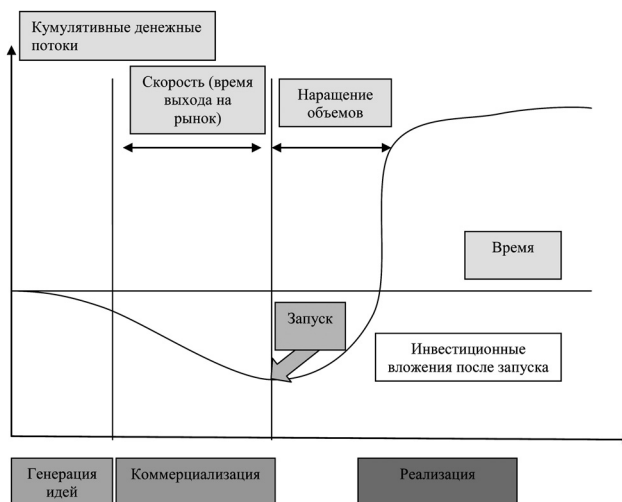 Кумулятивные денежные
потоки
Скорость (время
выхода на
рынок)
Наращение
объемов
Время
Запуск
Инвестиционные
вложения после запуска
Генерация
идей
Коммерциализация
Реализация